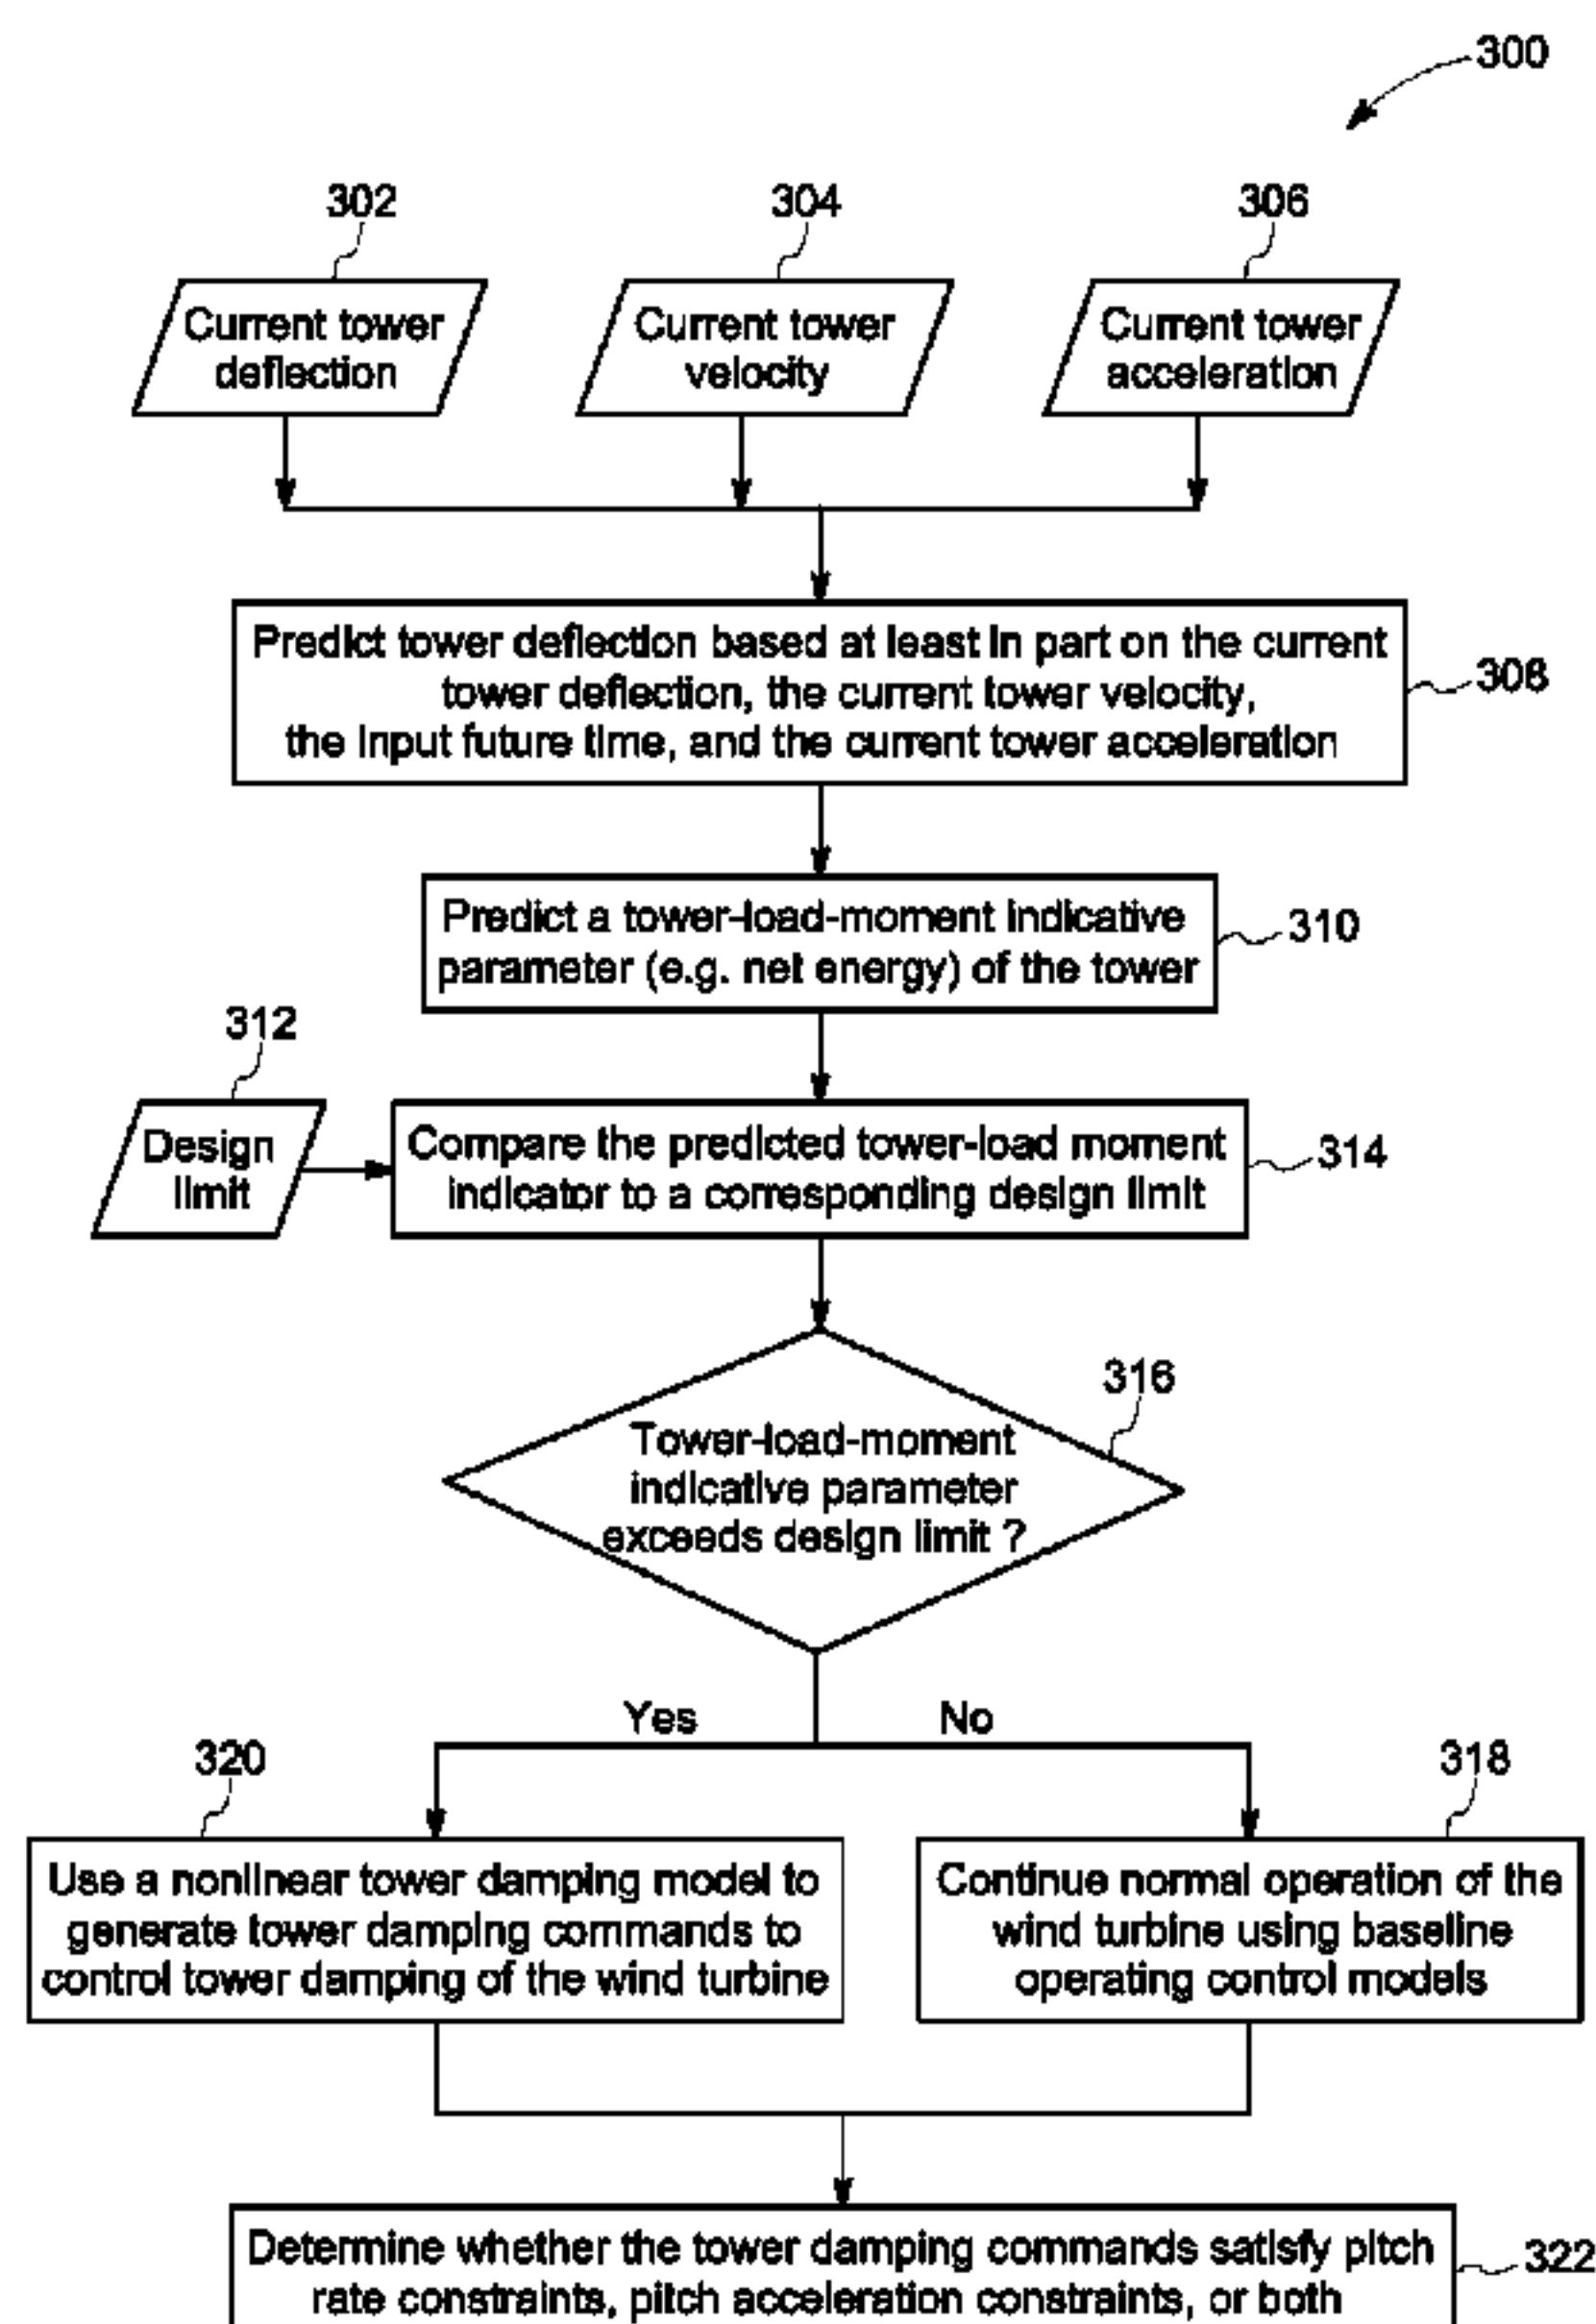 300
302
304
306
Current tower
deflection
Current tower
velocity
Current tower
acceleration
Predict tower deflection based at least in part on the current
tower deflection, the current tower velocity,
the input future time, and the current tower acceleration
308
Predict a tower-load-moment indicative
parameter (e.g. net energy) of the tower
310
312
Design
limit
Compare the predicted tower-load moment
indicator to a corresponding design limit
314
316
Tower-load-moment
indicative parameter
exceeds design limit ?
Yes
No
320
318
Use a nonlinear tower damping model to
generate tower damping commands to
control tower damping of the wind turbine
Continue normal operation of the
wind turbine using baseline
operating control models
Determine whether the tower damping commands satisfy pitch
rate constraints, pitch acceleration constraints, or both
322